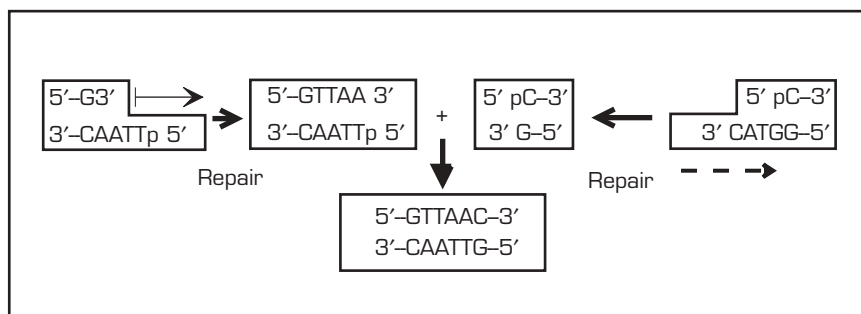 5′–G3′
3′–CAATTp 5′
5′–GTTAA 3′
3′–CAATTp 5′
+
5′ pC–3′
3′ G–5′
5′ pC–3′
3′ CATGG–5′
Repair
Repair
5′–GTTAAC–3′
3′–CAATTG–5′